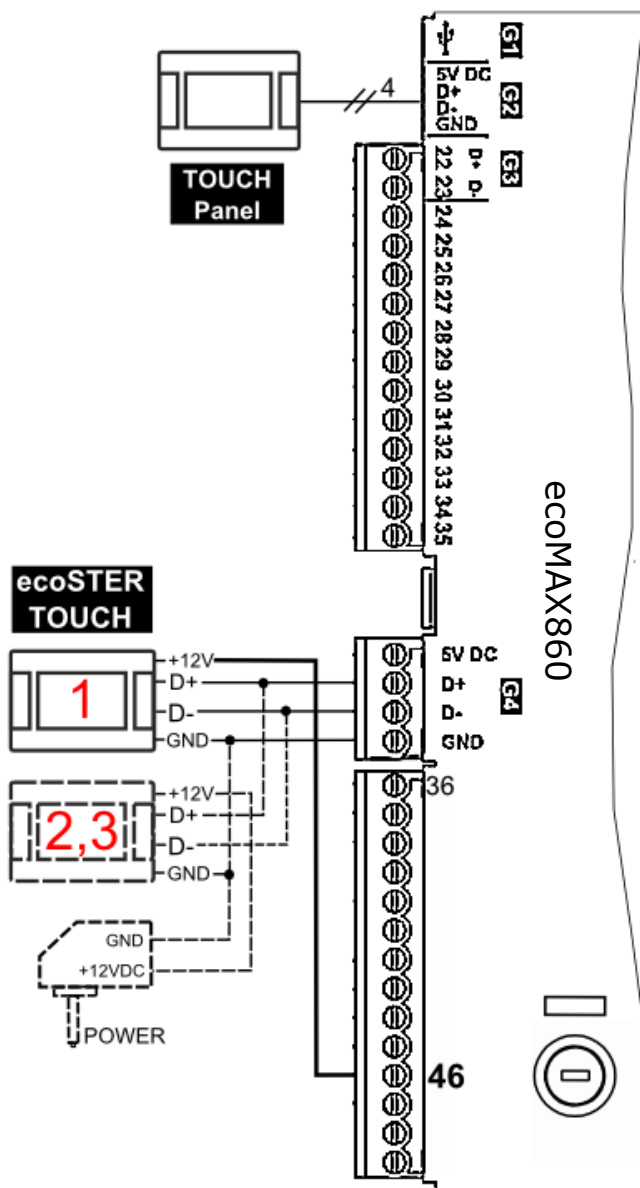 G1
5V DC
D+
D-
GND
G2
4
TOUCH
Panel
22
D+
G3
23
D-
24
25
26
27
28
29
30
31
32
33
34
35
ecoMAX860
ecoSTER
TOUCH
1
+12V
D+
D-
GND
5V DC
D+
D-
GND
G4
2,3
+12V
D+
D-
GND
36
GND
+12VDC
POWER
46